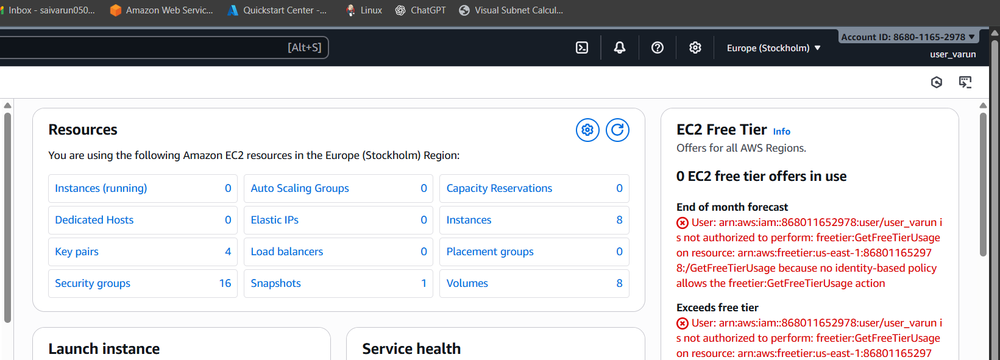 Inbox - saivarun050...
Amazon Web Servic...
Quickstart Center -...
Linux
ChatGPT
Visual Subnet Calcul...
[Alt+S]
Europe (Stockholm)
Account ID: 8680-1165-2978
user_varun
Resources
You are using the following Amazon EC2 resources in the Europe (Stockholm) Region:
Instances (running) 0
Auto Scaling Groups 0
Capacity Reservations 0
Dedicated Hosts 0
Elastic IPs 0
Instances 8
Key pairs 4
Load balancers 0
Placement groups 0
Security groups 16
Snapshots 1
Volumes 8
Launch instance
Service health
EC2 Free Tier Info
Offers for all AWS Regions.
0 EC2 free tier offers in use
End of month forecast
User: arn:aws:iam::868011652978:user/user_varun i
s not authorized to perform: freetier:GetFreeTierUsage
on resource: arn:aws:freetier:us-east-1:86801165297
8:/GetFreeTierUsage because no identity-based policy
allows the freetier:GetFreeTierUsage action
Exceeds free tier
User: arn:aws:iam::868011652978:user/user_varun i
s not authorized to perform: freetier:GetFreeTierUsage
on resource: arn:aws:freetier:us-east-1:86801165297